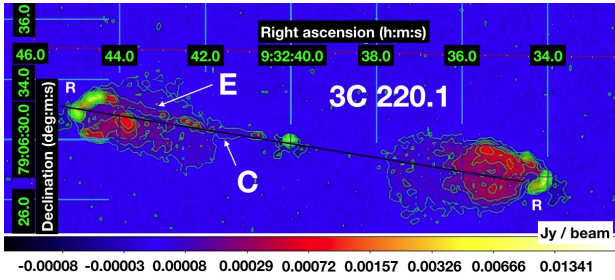 Right ascension (h:m:s)
46.0 44.0 42.0 9:32:40.0 38.0 36.0 34.0
36.0
34.0
79:06:30.0
26.0
Declination (deg:m:s)
R
E
3C 220.1
C
R
Jy / beam
-0.00008 -0.00003 0.00008 0.00029 0.00072 0.00157 0.00326 0.00666 0.01341